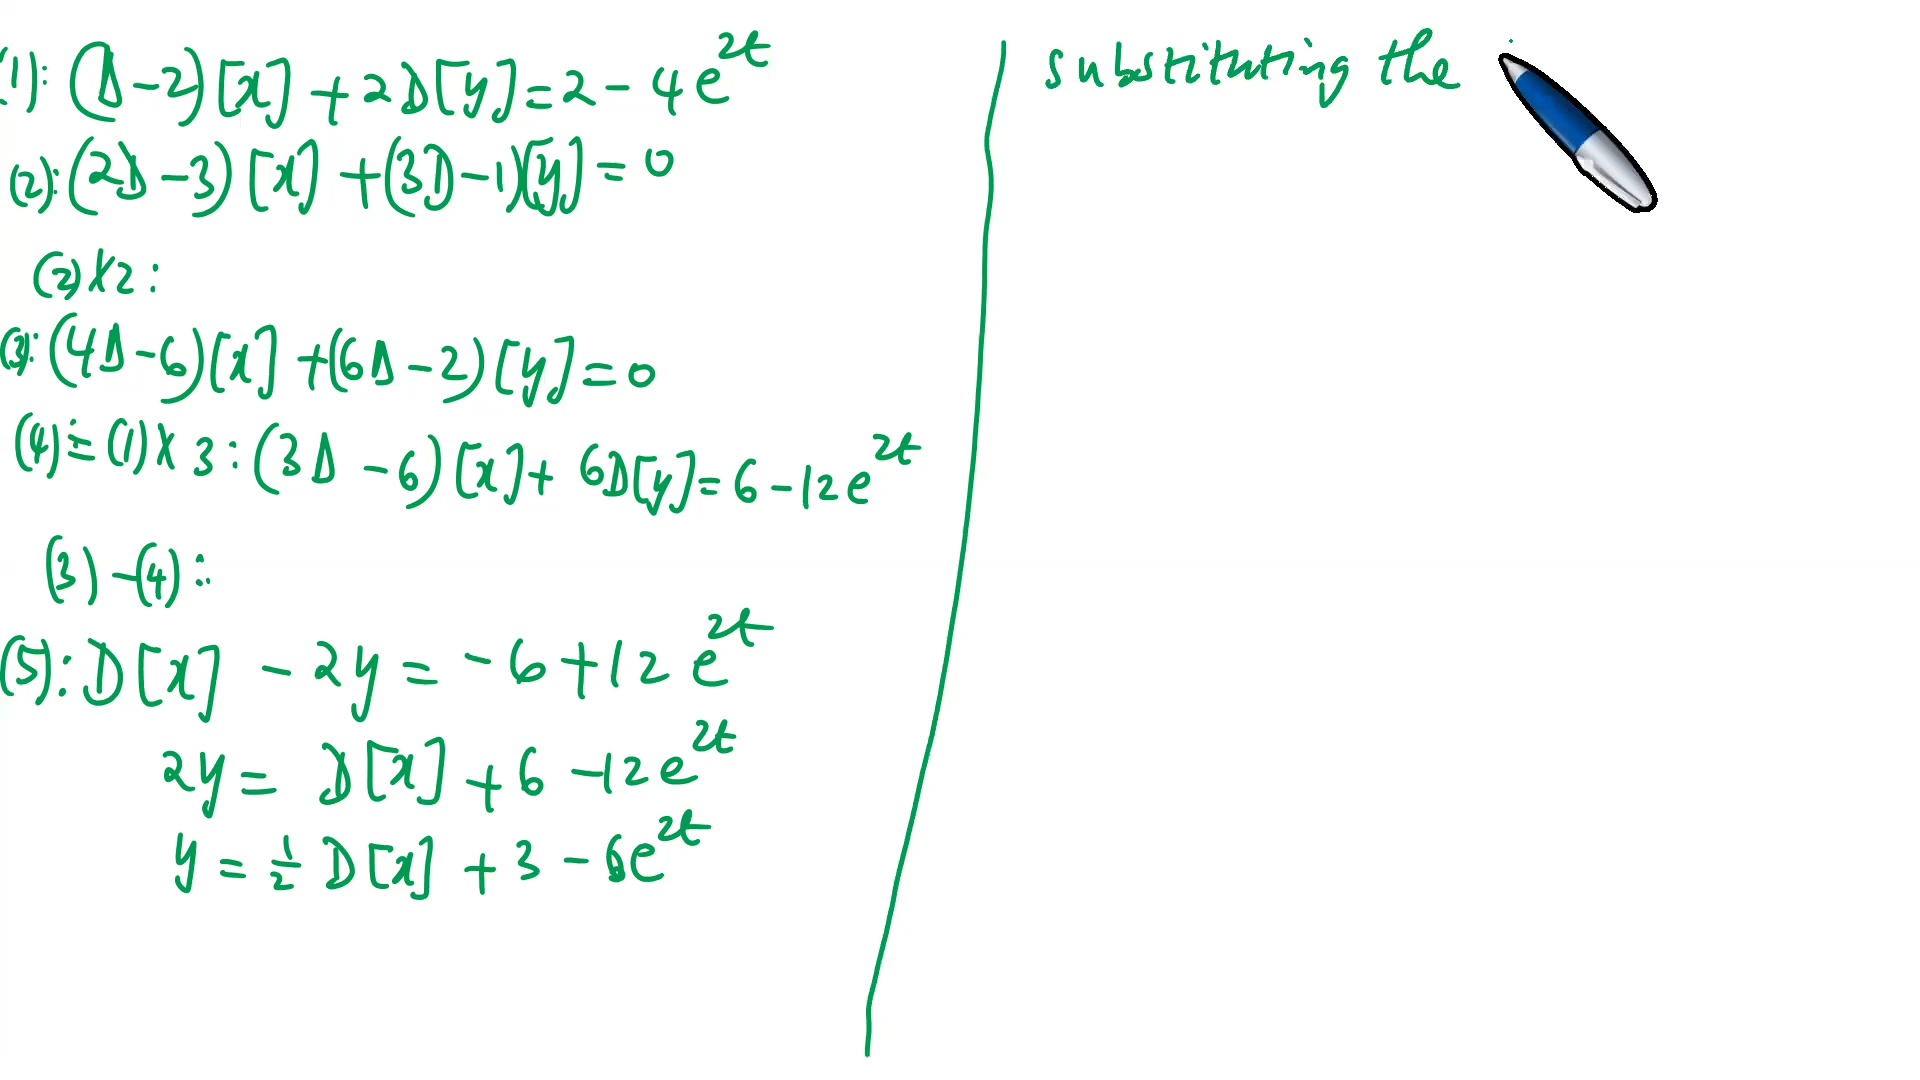 (1): (D-2)[x] + 2D[y] = 2 - 4e^{2t}
(2): (2D-3)[x] + (3D-1)[y] = 0
(2) X 2 :
(3): (4D-6)[x] + (6D-2)[y] = 0
(4) := (1) X 3 : (3D - 6)[x] + 6D[y] = 6 - 12e^{2t}
(3) - (4) :
(5): D[x] - 2y = -6 + 12e^{2t}
2y = D[x] + 6 - 12e^{2t}
y = 1/2 D[x] + 3 - 6e^{2t}
substituting the